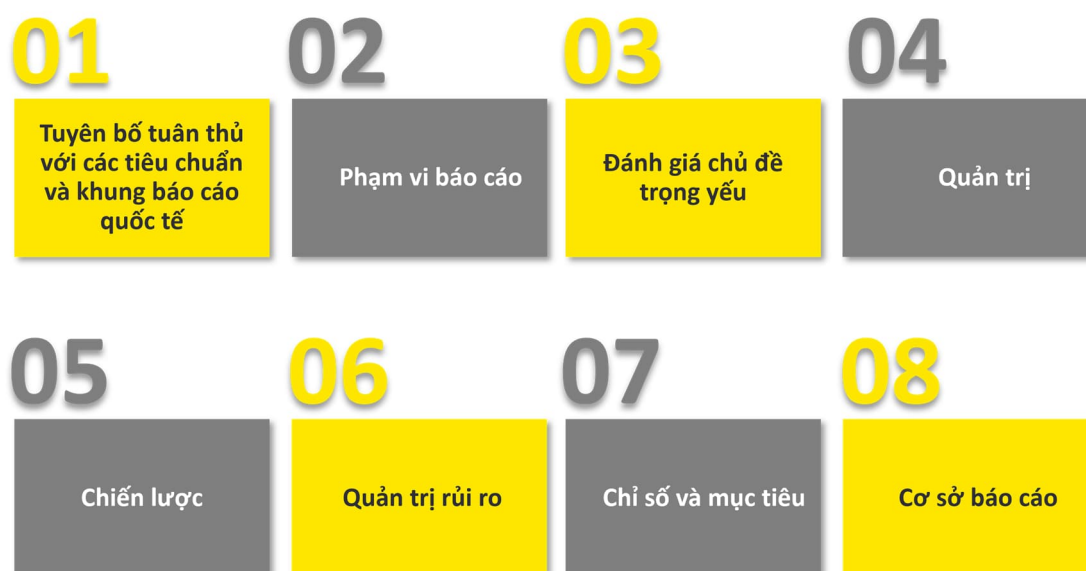 01
02
03
04
Tuyên bố tuân thủ
với các tiêu chuẩn
và khung báo cáo
quốc tế
Phạm vi báo cáo
Đánh giá chủ đề
trọng yếu
Quản trị
05
06
07
08
Chiến lược
Quản trị rủi ro
Chỉ số và mục tiêu
Cơ sở báo cáo